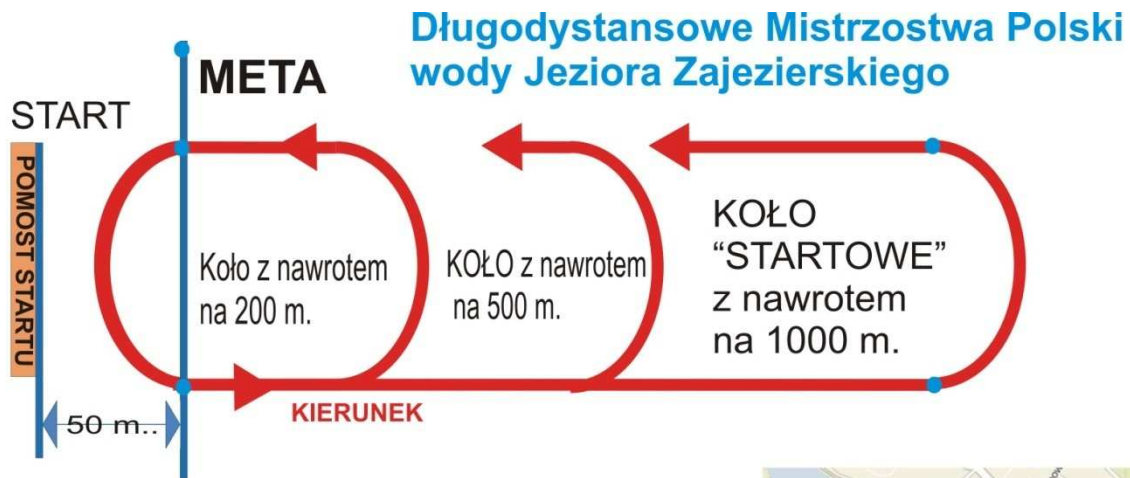 Długodystansowe Mistrzostwa Polski
wody Jeziora Zajezierskiego
META
START
POMOST STARTU
Koło z nawrotem
na 200 m.
KOŁO z nawrotem
na 500 m.
KOŁO
“STARTOWE”
z nawrotem
na 1000 m.
KIERUNEK
50 m..